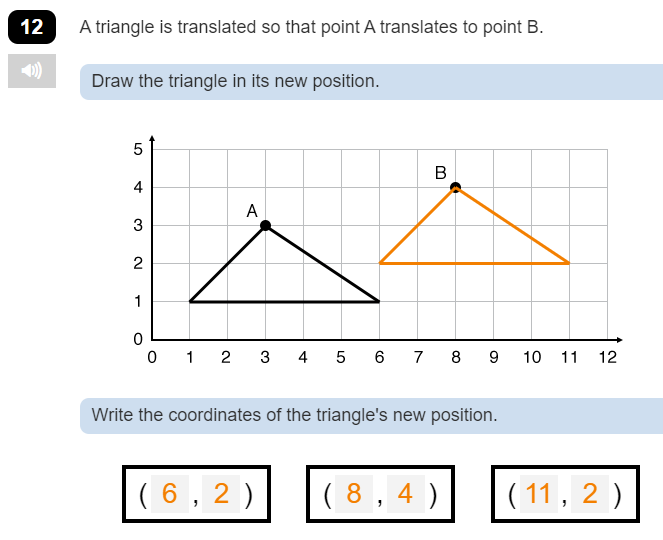 12 A triangle is translated so that point A translates to point B.
Draw the triangle in its new position.
5
4 B
3 A
2
1
0
0 1 2 3 4 5 6 7 8 9 10 11 12
Write the coordinates of the triangle's new position.
( 6 , 2 ) ( 8 , 4 ) ( 11 , 2 )